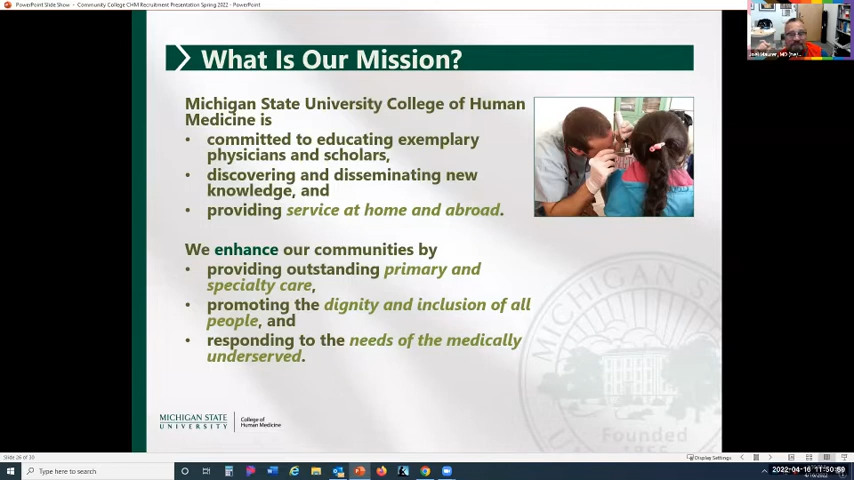 PowerPoint Slide Show - Community College CHM Recruitment Presentation Spring 2022 - PowerPoint
What Is Our Mission?
Michigan State University College of Human
Medicine is
• committed to educating exemplary
physicians and scholars,
• discovering and disseminating new
knowledge, and
• providing service at home and abroad.
We enhance our communities by
• providing outstanding primary and
specialty care,
• promoting the dignity and inclusion of all
people, and
• responding to the needs of the medically
underserved.
MICHIGAN STATE
UNIVERSITY
College of
Human Medicine
MICHIGAN STATE
Founded
Display Settings
Type here to search
2022-04-16 11:50:59